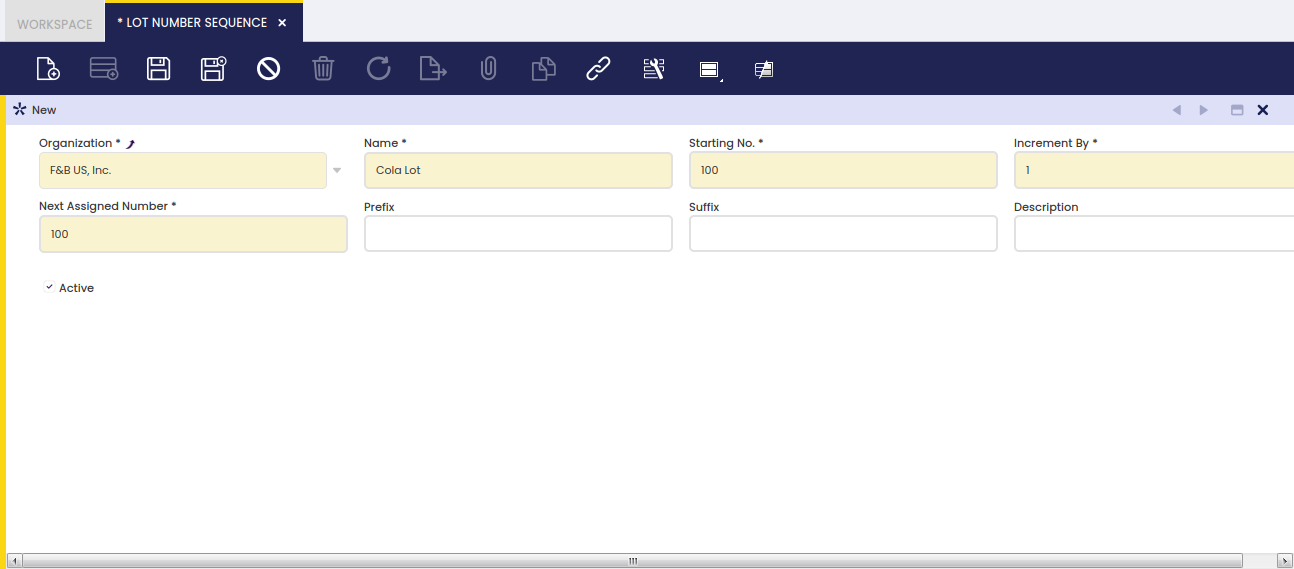 WORKSPACE
* LOT NUMBER SEQUENCE
New
Organization * Name * Starting No. * Increment By *
F&B US, Inc. Cola Lot 100 1
Next Assigned Number * Prefix Suffix Description
100
Active